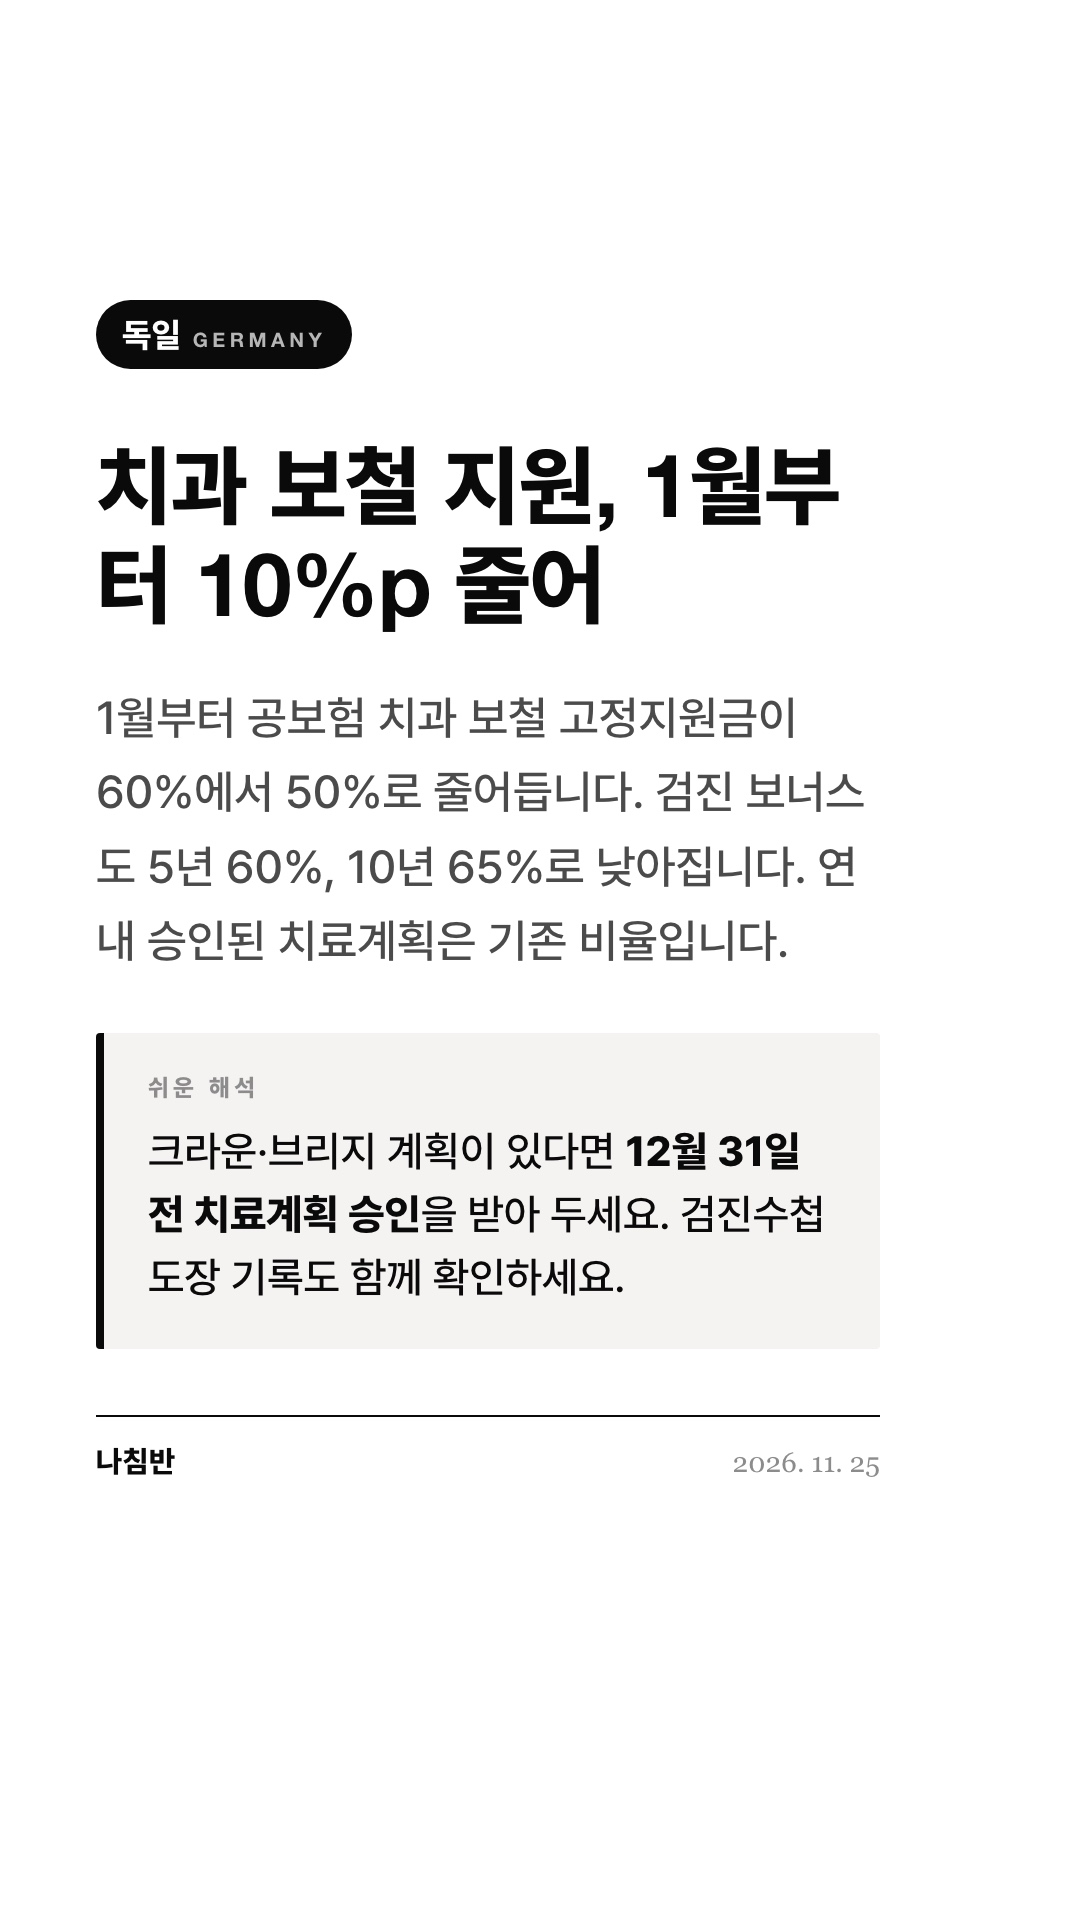 독일 GERMANY
치과 보철 지원, 1월부
터 10%p 줄어
1월부터 공보험 치과 보철 고정지원금이
60%에서 50%로 줄어듭니다. 검진 보너스
도 5년 60%, 10년 65%로 낮아집니다. 연
내 승인된 치료계획은 기존 비율입니다.
쉬운 해석
크라운·브리지 계획이 있다면 12월 31일
전 치료계획 승인을 받아 두세요. 검진수첩
도장 기록도 함께 확인하세요.
나침반 2026. 11. 25